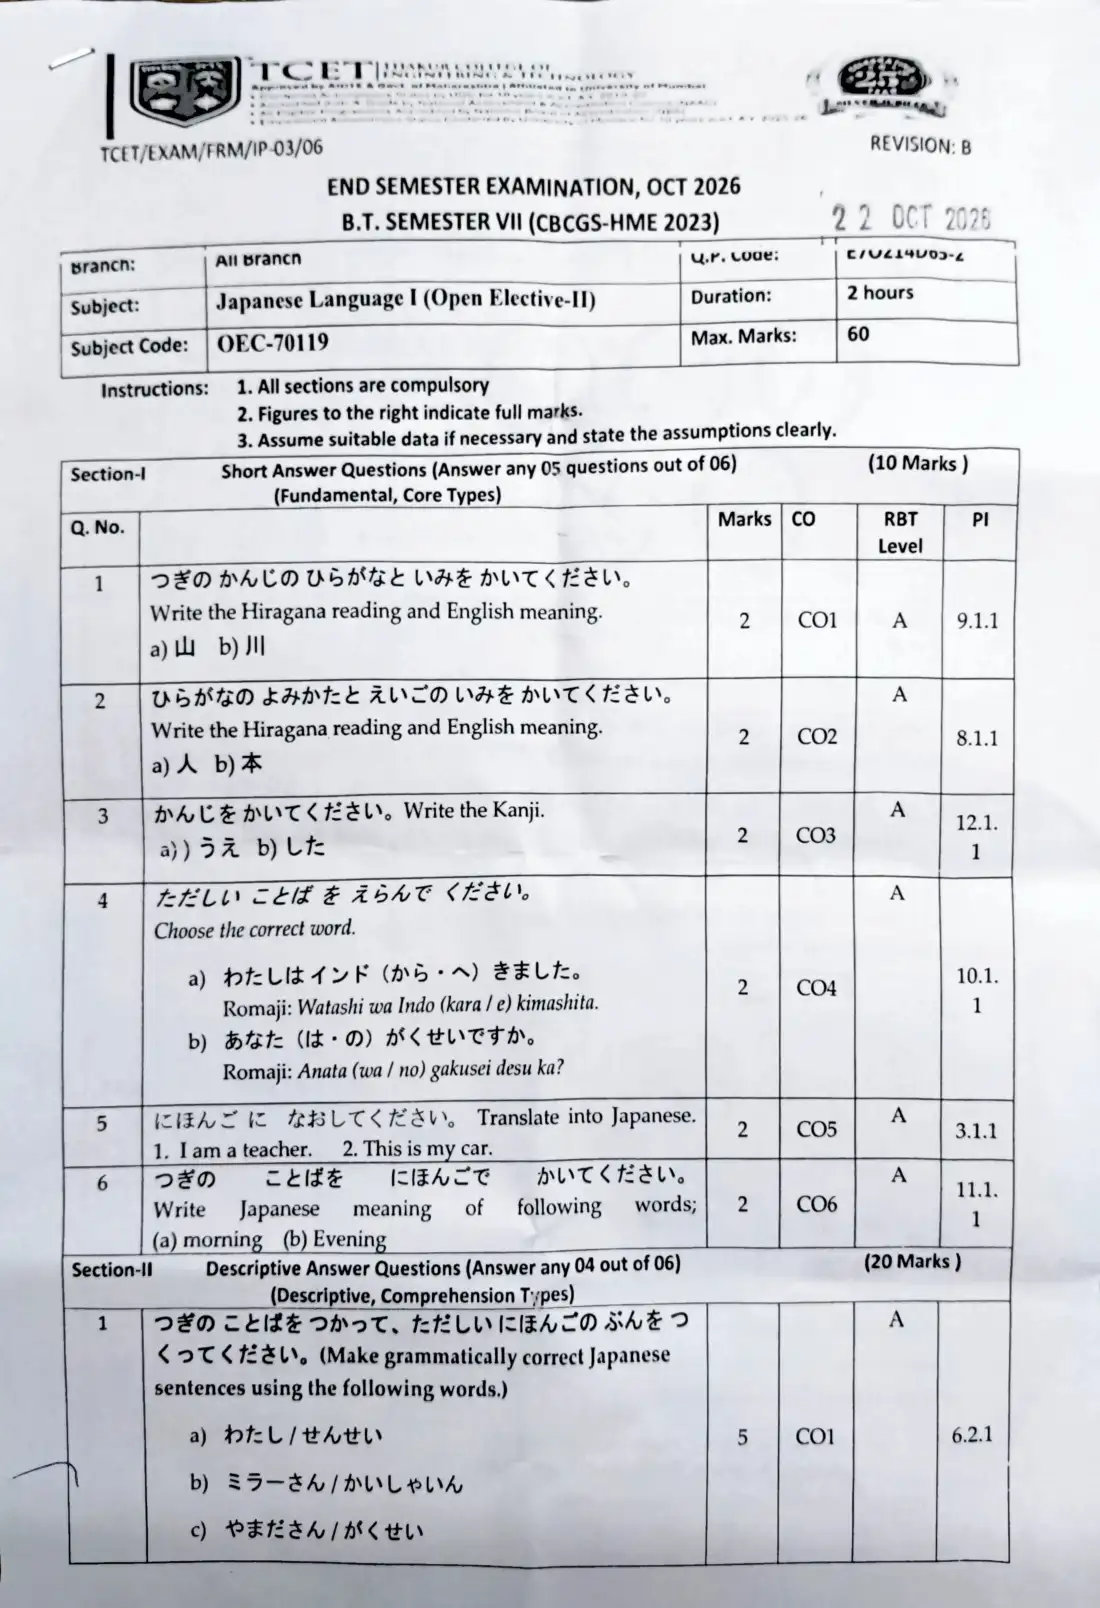 TCET
TCET/EXAM/FRM/IP-03/06
REVISION: B
END SEMESTER EXAMINATION, OCT 2026
B.T. SEMESTER VII (CBCGS-HME 2023)
22 OCT 2026
Branch: All Branch Q.P. Code:
Subject: Japanese Language I (Open Elective-II) Duration: 2 hours
Subject Code: OEC-70119 Max. Marks: 60
Instructions: 1. All sections are compulsory
2. Figures to the right indicate full marks.
3. Assume suitable data if necessary and state the assumptions clearly.
Section-I Short Answer Questions (Answer any 05 questions out of 06) (10 Marks )
(Fundamental, Core Types)
Q. No. Marks CO RBT Level PI
1 つぎの かんじの ひらがなと いみを かいてください。
Write the Hiragana reading and English meaning.
2 CO1 A 9.1.1
a) 山 b) 川
2 ひらがなの よみかたと えいごの いみを かいてください。 A
Write the Hiragana reading and English meaning.
2 CO2 8.1.1
a) 人 b) 本
3 かんじを かいてください。Write the Kanji. A
2 CO3 12.1.1
a) ) うえ b) した
4 ただしい ことば を えらんで ください。 A
Choose the correct word.
a) わたしは インド（から・へ）きました。
2 CO4 10.1.1
Romaji: Watashi wa Indo (kara / e) kimashita.
b) あなた（は・の）がくせいですか。
Romaji: Anata (wa / no) gakusei desu ka?
5 にほんご に なおしてください。 Translate into Japanese. A
2 CO5 3.1.1
1. I am a teacher. 2. This is my car.
6 つぎの ことばを にほんごで かいてください。 A
Write Japanese meaning of following words; 2 CO6 11.1.1
(a) morning (b) Evening
Section-II Descriptive Answer Questions (Answer any 04 out of 06) (20 Marks )
(Descriptive, Comprehension Types)
1 つぎの ことばを つかって、ただしい にほんごの ぶんを つ A
くってください。(Make grammatically correct Japanese
sentences using the following words.)
a) わたし / せんせい 5 CO1 6.2.1
b) ミラーさん / かいしゃいん
c) やまださん / がくせい